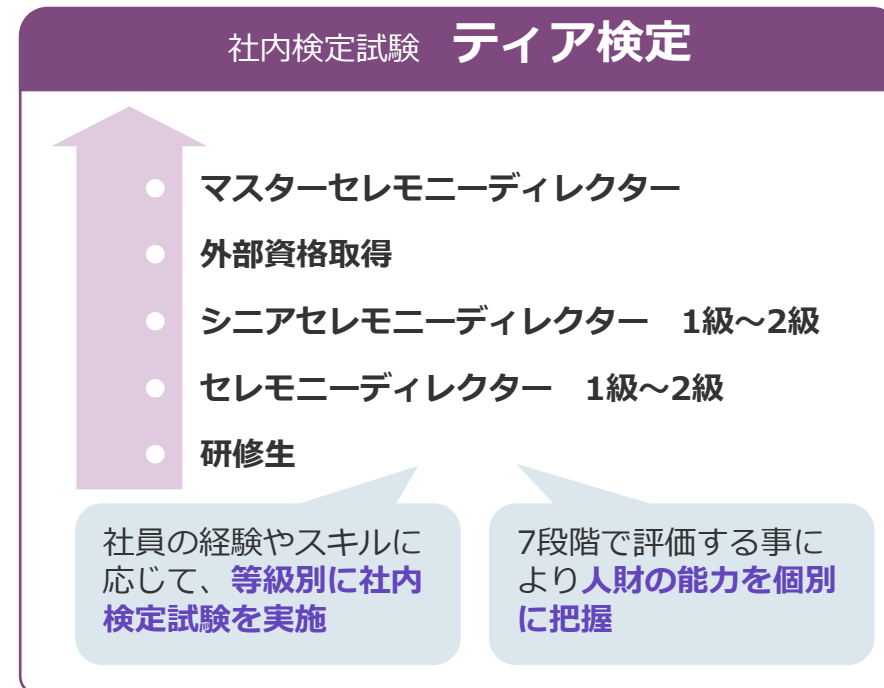 社内検定試験 ティア検定
マスターセレモニーディレクター
外部資格取得
シニアセレモニーディレクター　1級～2級
セレモニーディレクター　1級～2級
研修生
社員の経験やスキルに
応じて、等級別に社内
検定試験を実施
7段階で評価する事に
より人財の能力を個別
に把握